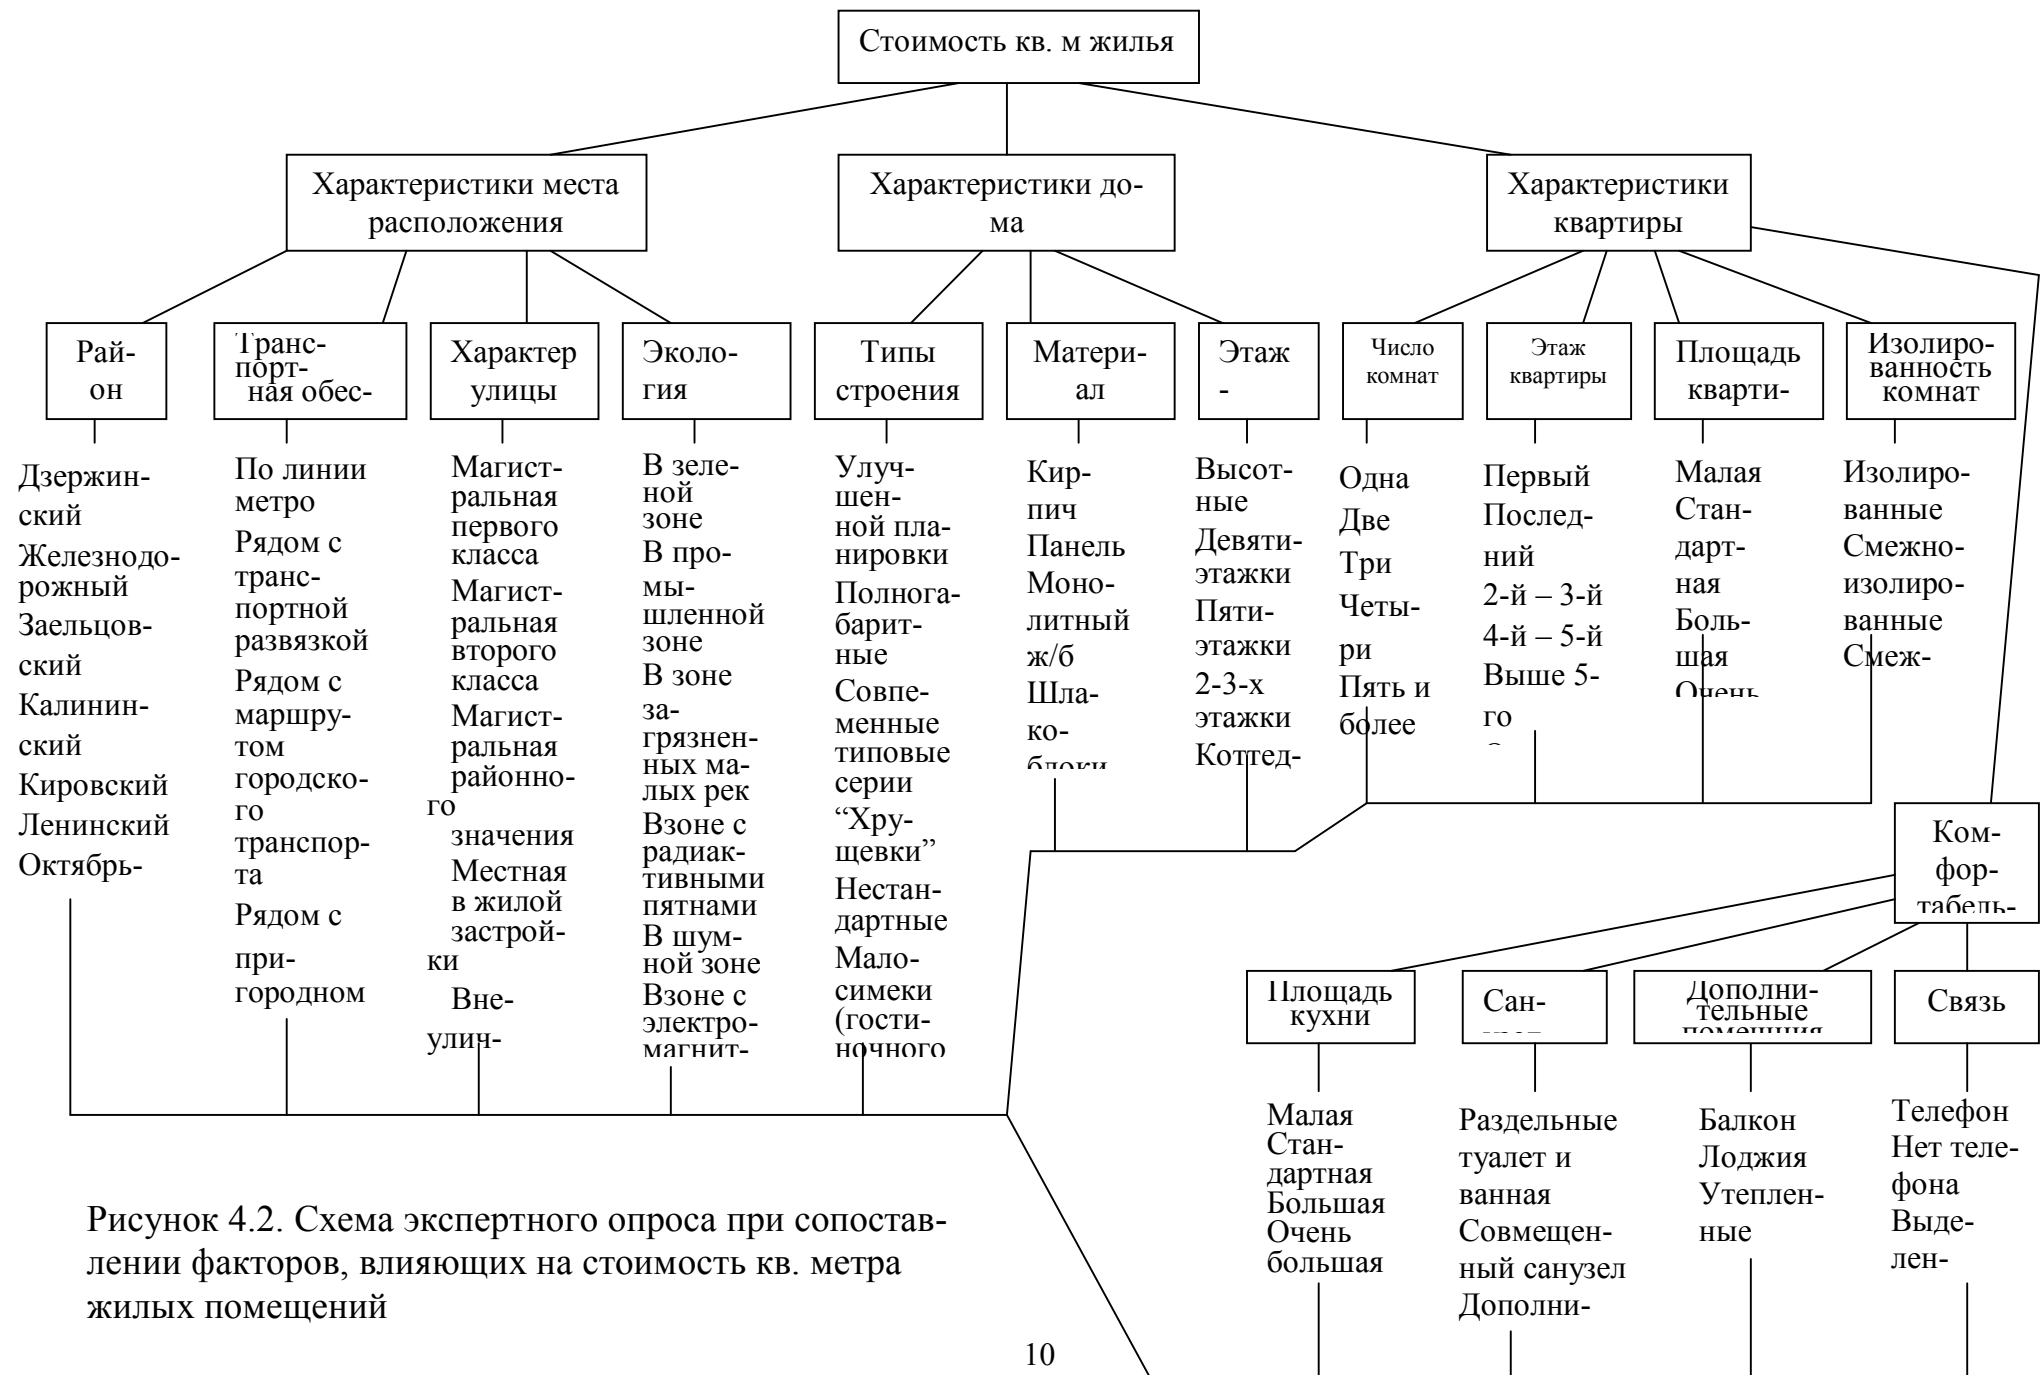 Стоимость кв. м жилья
Характеристики места
расположения
Характеристики до-
ма
Характеристики
квартиры
Рай-
он
Транс-
порт-
ная обес-
Характер
улицы
Эколо-
гия
Типы
строения
Матери-
ал
Этаж
-
Число
комнат
Этаж
квартиры
Площадь
кварти-
Изолиро-
ванность
комнат
Дзержин-
ский
Железнодо-
рожный
Заельцов-
ский
Калинин-
ский
Кировский
Ленинский
Октябрь-
По линии
метро
Рядом с
транс-
портной
развязкой
Рядом с
маршру-
том
городско-
го
транспор-
та
Рядом с
при-
городном
Магист-
ральная
первого
класса
Магист-
ральная
второго
класса
Магист-
ральная
районно-
го
значения
Местная
в жилой
застрой-
ки
Вне-
улич-
В зеле-
ной
зоне
В про-
мы-
шленной
зоне
В зоне
за-
грязнен-
ных ма-
лых рек
Взоне с
радиак-
тивными
пятнами
В шум-
ной зоне
Взоне с
электро-
магнит-
Улуч-
шен-
ной пла-
нировки
Полнога-
барит-
ные
Совпе-
менные
типовые
серии
“Хру-
щевки”
Нестан-
дартные
Мало-
симеки
(гости-
ночного
Кир-
пич
Панель
Моно-
литный
ж/б
Шла-
ко-
блоки
Высот-
ные
Девяти-
этажки
Пяти-
этажки
2-3-х
этажки
Коттед-
Одна
Две
Три
Четы-
ри
Пять и
более
Первый
Послед-
ний
2-й – 3-й
4-й – 5-й
Выше 5-
го
Малая
Стан-
дарт-
ная
Боль-
шая
Очень
Изолиро-
ванные
Смежно-
изолиро-
ванные
Смеж-
Ком-
фор-
табель-
Площадь
кухни
Сан-
Дополни-
тельные
Связь
Малая
Стан-
дартная
Большая
Очень
большая
Раздельные
туалет и
ванная
Совмещен-
ный санузел
Дополни-
Балкон
Лоджия
Утеплен-
ные
Телефон
Нет теле-
фона
Выде-
лен-
Рисунок 4.2. Схема экспертного опроса при сопостав-
лении факторов, влияющих на стоимость кв. метра
жилых помещений
10